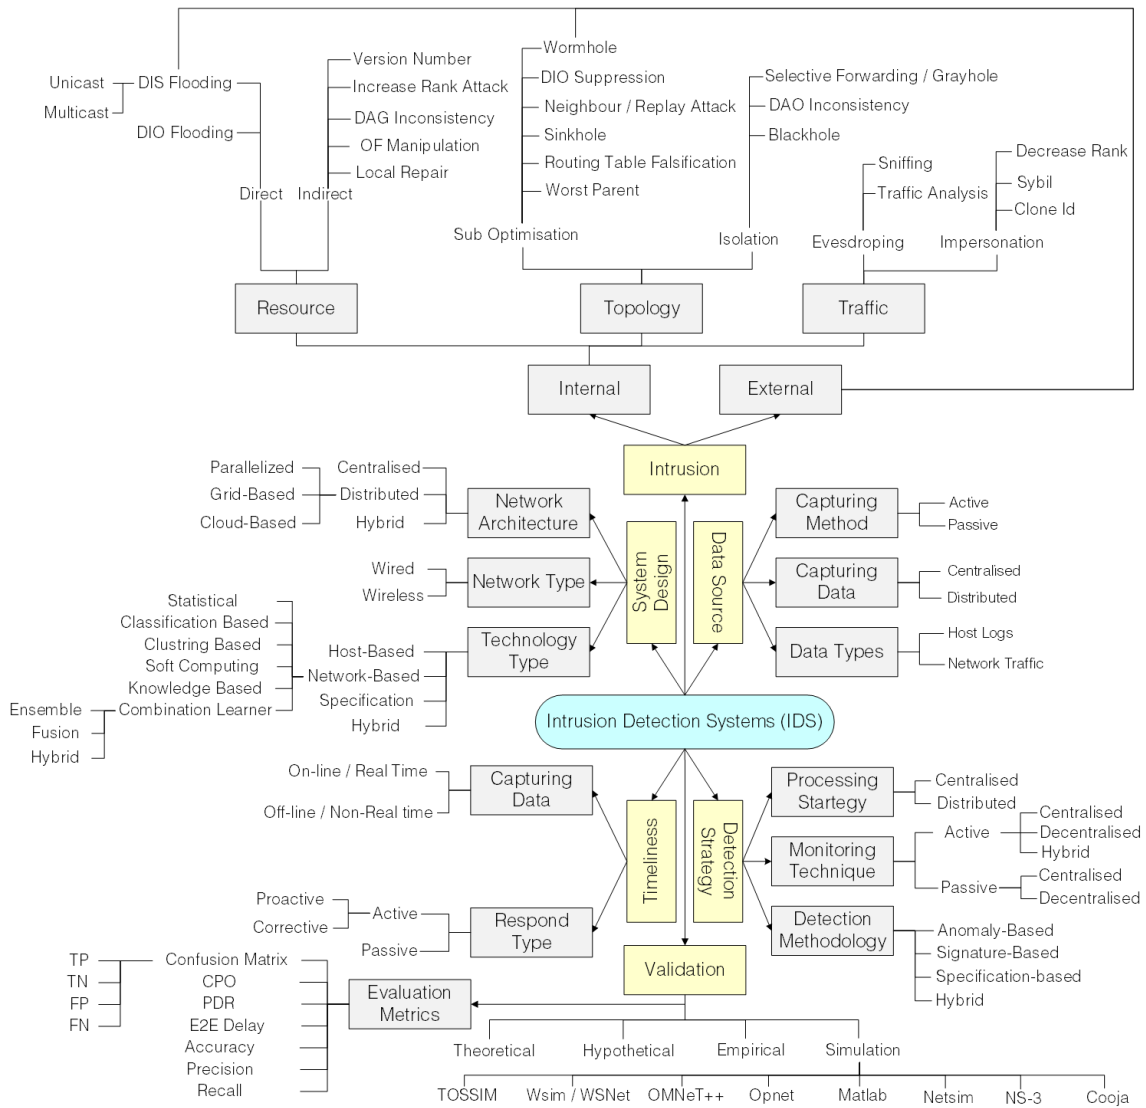 Wormhole
Version Number
Selective Forwarding / Grayhole
Unicast
DIS Flooding
Increase Rank Attack
DIO Suppression
DAO Inconsistency
Multicast
DAG Inconsistency
Neighbour / Replay Attack
Blackhole
DIO Flooding
OF Manipulation
Sinkhole
Decrease Rank
Local Repair
Routing Table Falsification
Sniffing
Sybil
Direct
Indirect
Worst Parent
Traffic Analysis
Clone Id
Sub Optimisation
Isolation
Evesdroping
Impersonation
Resource
Topology
Traffic
Internal
External
Intrusion
Parallelized
Grid-Based
Cloud-Based
Centralised
Distributed
Hybrid
Network
Architecture
Wired
Wireless
Network Type
Statistical
Classification Based
Clustring Based
Soft Computing
Knowledge Based
Combination Learner
Ensemble
Fusion
Hybrid
Host-Based
Network-Based
Specification
Hybrid
Technology
Type
System
Design
Data Source
Capturing
Method
Active
Passive
Capturing
Data
Centralised
Distributed
Data Types
Host Logs
Network Traffic
Intrusion Detection Systems (IDS)
On-line / Real Time
Off-line / Non-Real time
Capturing
Data
Proactive
Corrective
Active
Passive
Respond
Type
Timeliness
Detection
Strategy
Processing
Startegy
Centralised
Distributed
Monitoring
Technique
Active
Centralised
Decentralised
Hybrid
Passive
Centralised
Decentralised
Detection
Methodology
Anomaly-Based
Signature-Based
Specification-based
Hybrid
Validation
TP
TN
FP
FN
Confusion Matrix
CPO
PDR
E2E Delay
Accuracy
Precision
Recall
Evaluation
Metrics
Theoretical
Hypothetical
Empirical
Simulation
TOSSIM
Wsim / WSNet
OMNeT++
Opnet
Matlab
Netsim
NS-3
Cooja